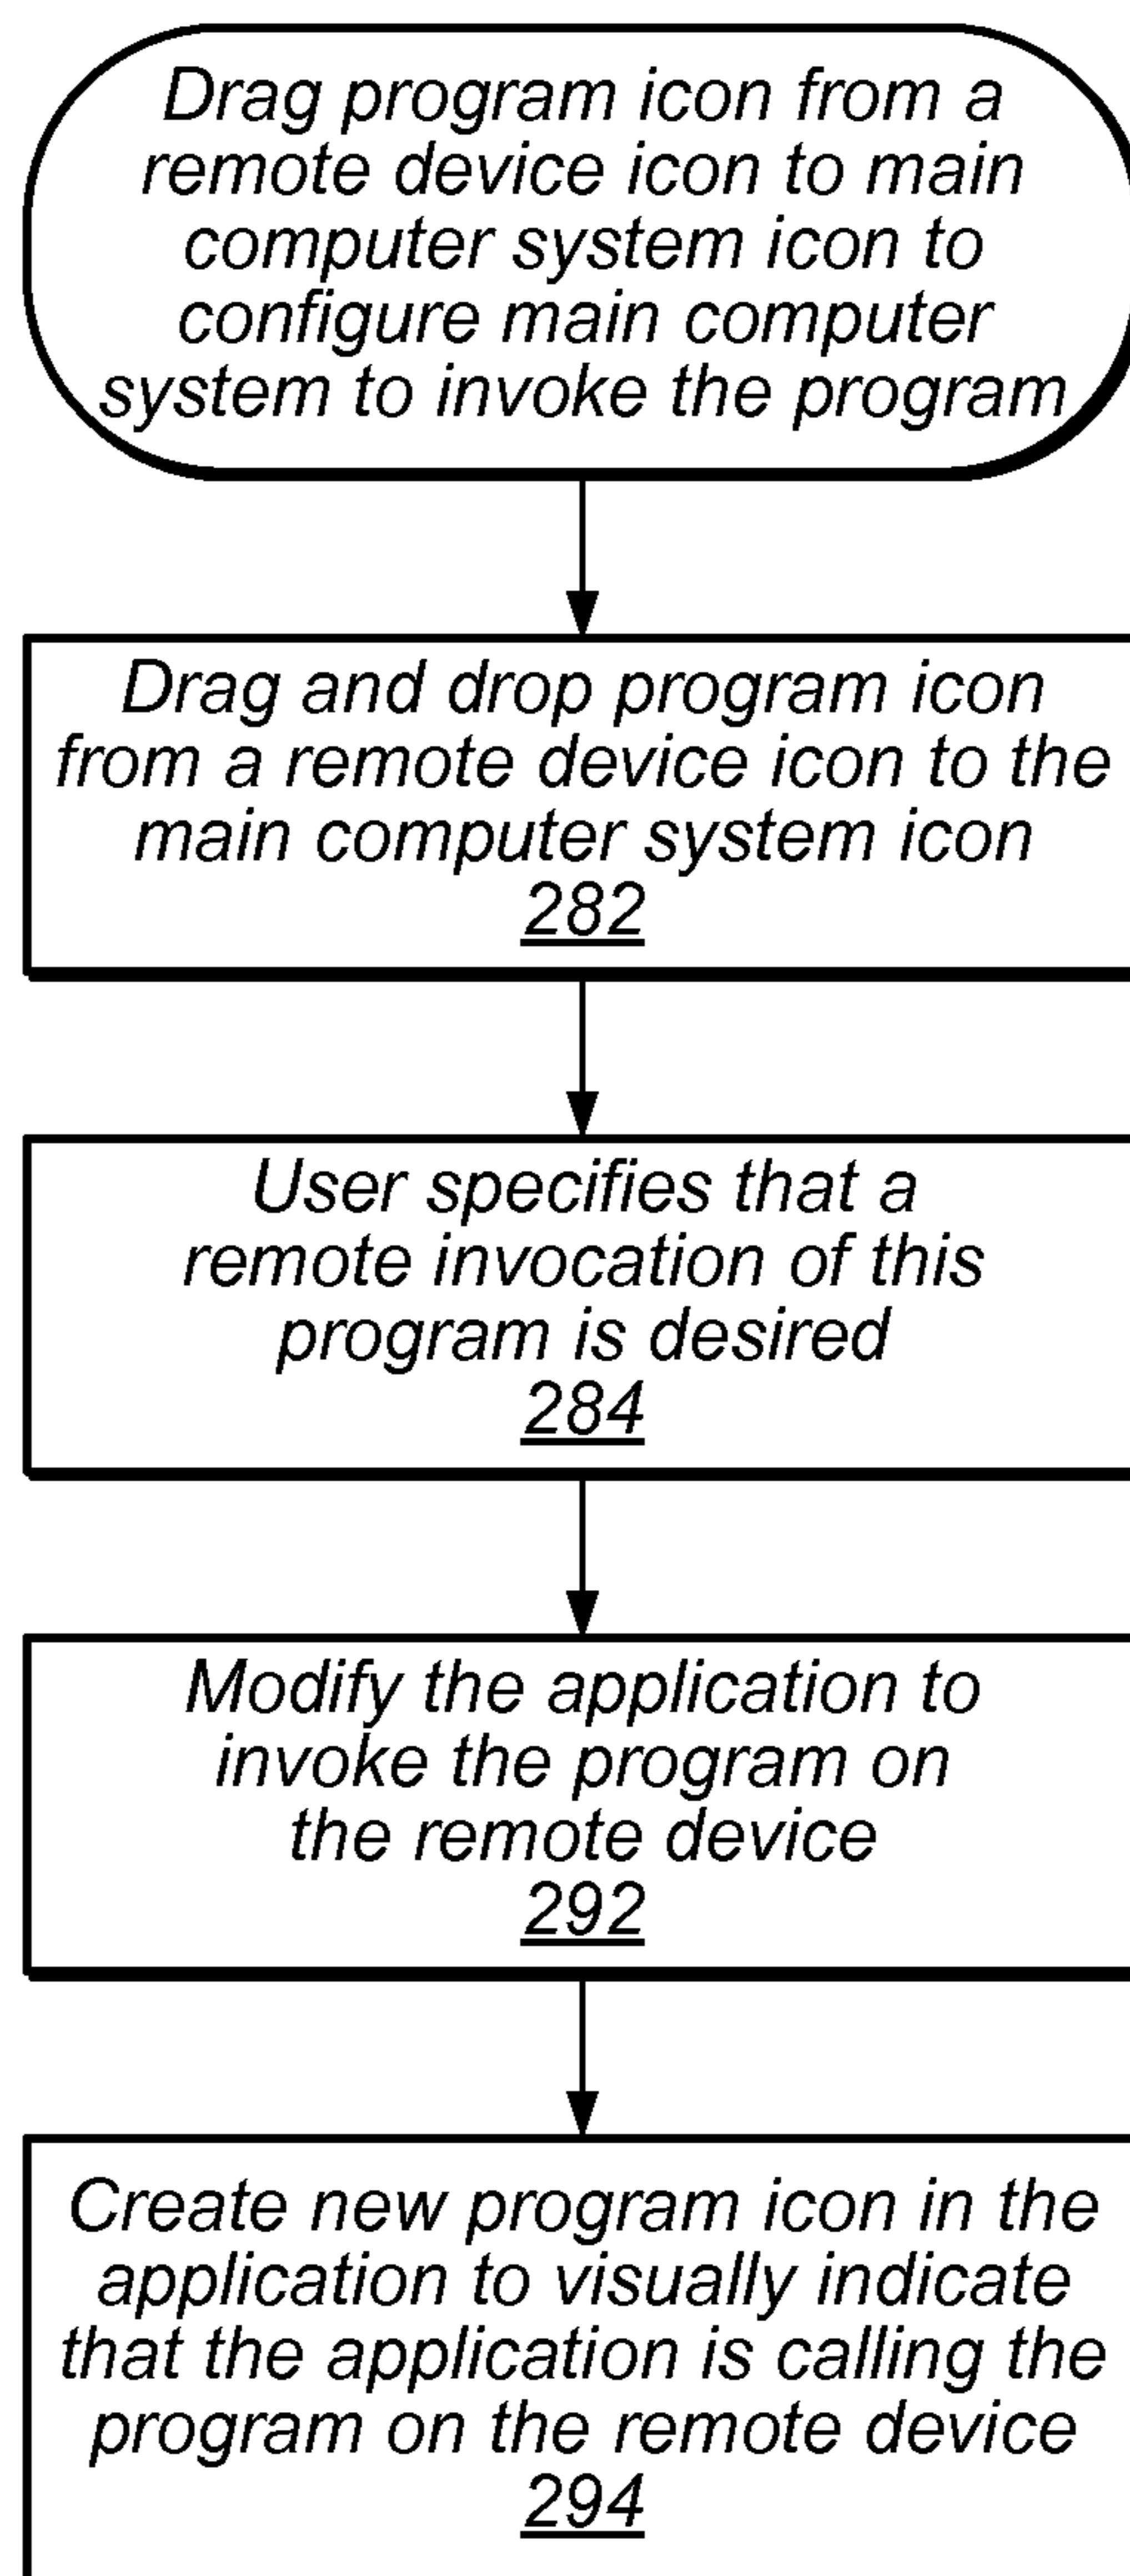 Drag program icon from a
remote device icon to main
computer system icon to
configure main computer
system to invoke the program
Drag and drop program icon
from a remote device icon to the
main computer system icon
282
User specifies that a
remote invocation of this
program is desired
284
Modify the application to
invoke the program on
the remote device
292
Create new program icon in the
application to visually indicate
that the application is calling the
program on the remote device
294